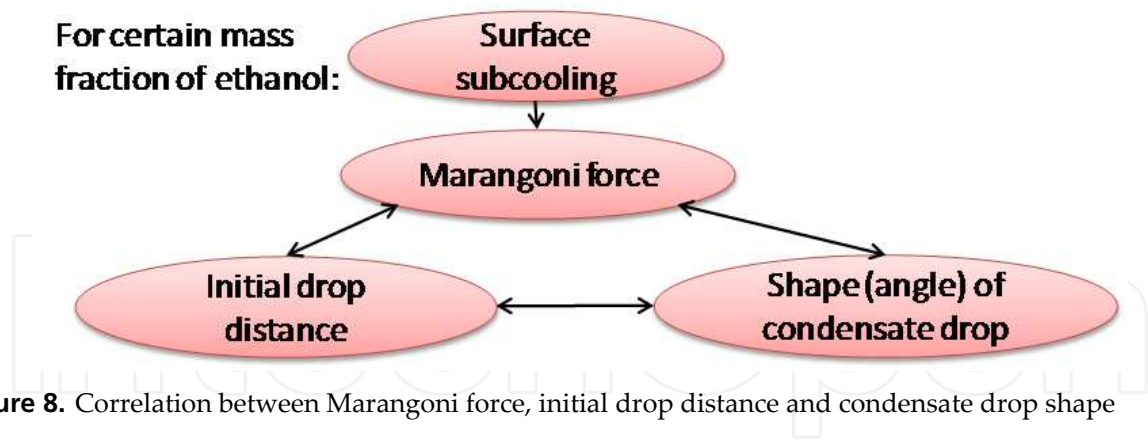 For certain mass
fraction of ethanol:
Surface
subcooling
Marangoni force
Initial drop
distance
Shape (angle) of
condensate drop
ure 8. Correlation between Marangoni force, initial drop distance and condensate drop shape